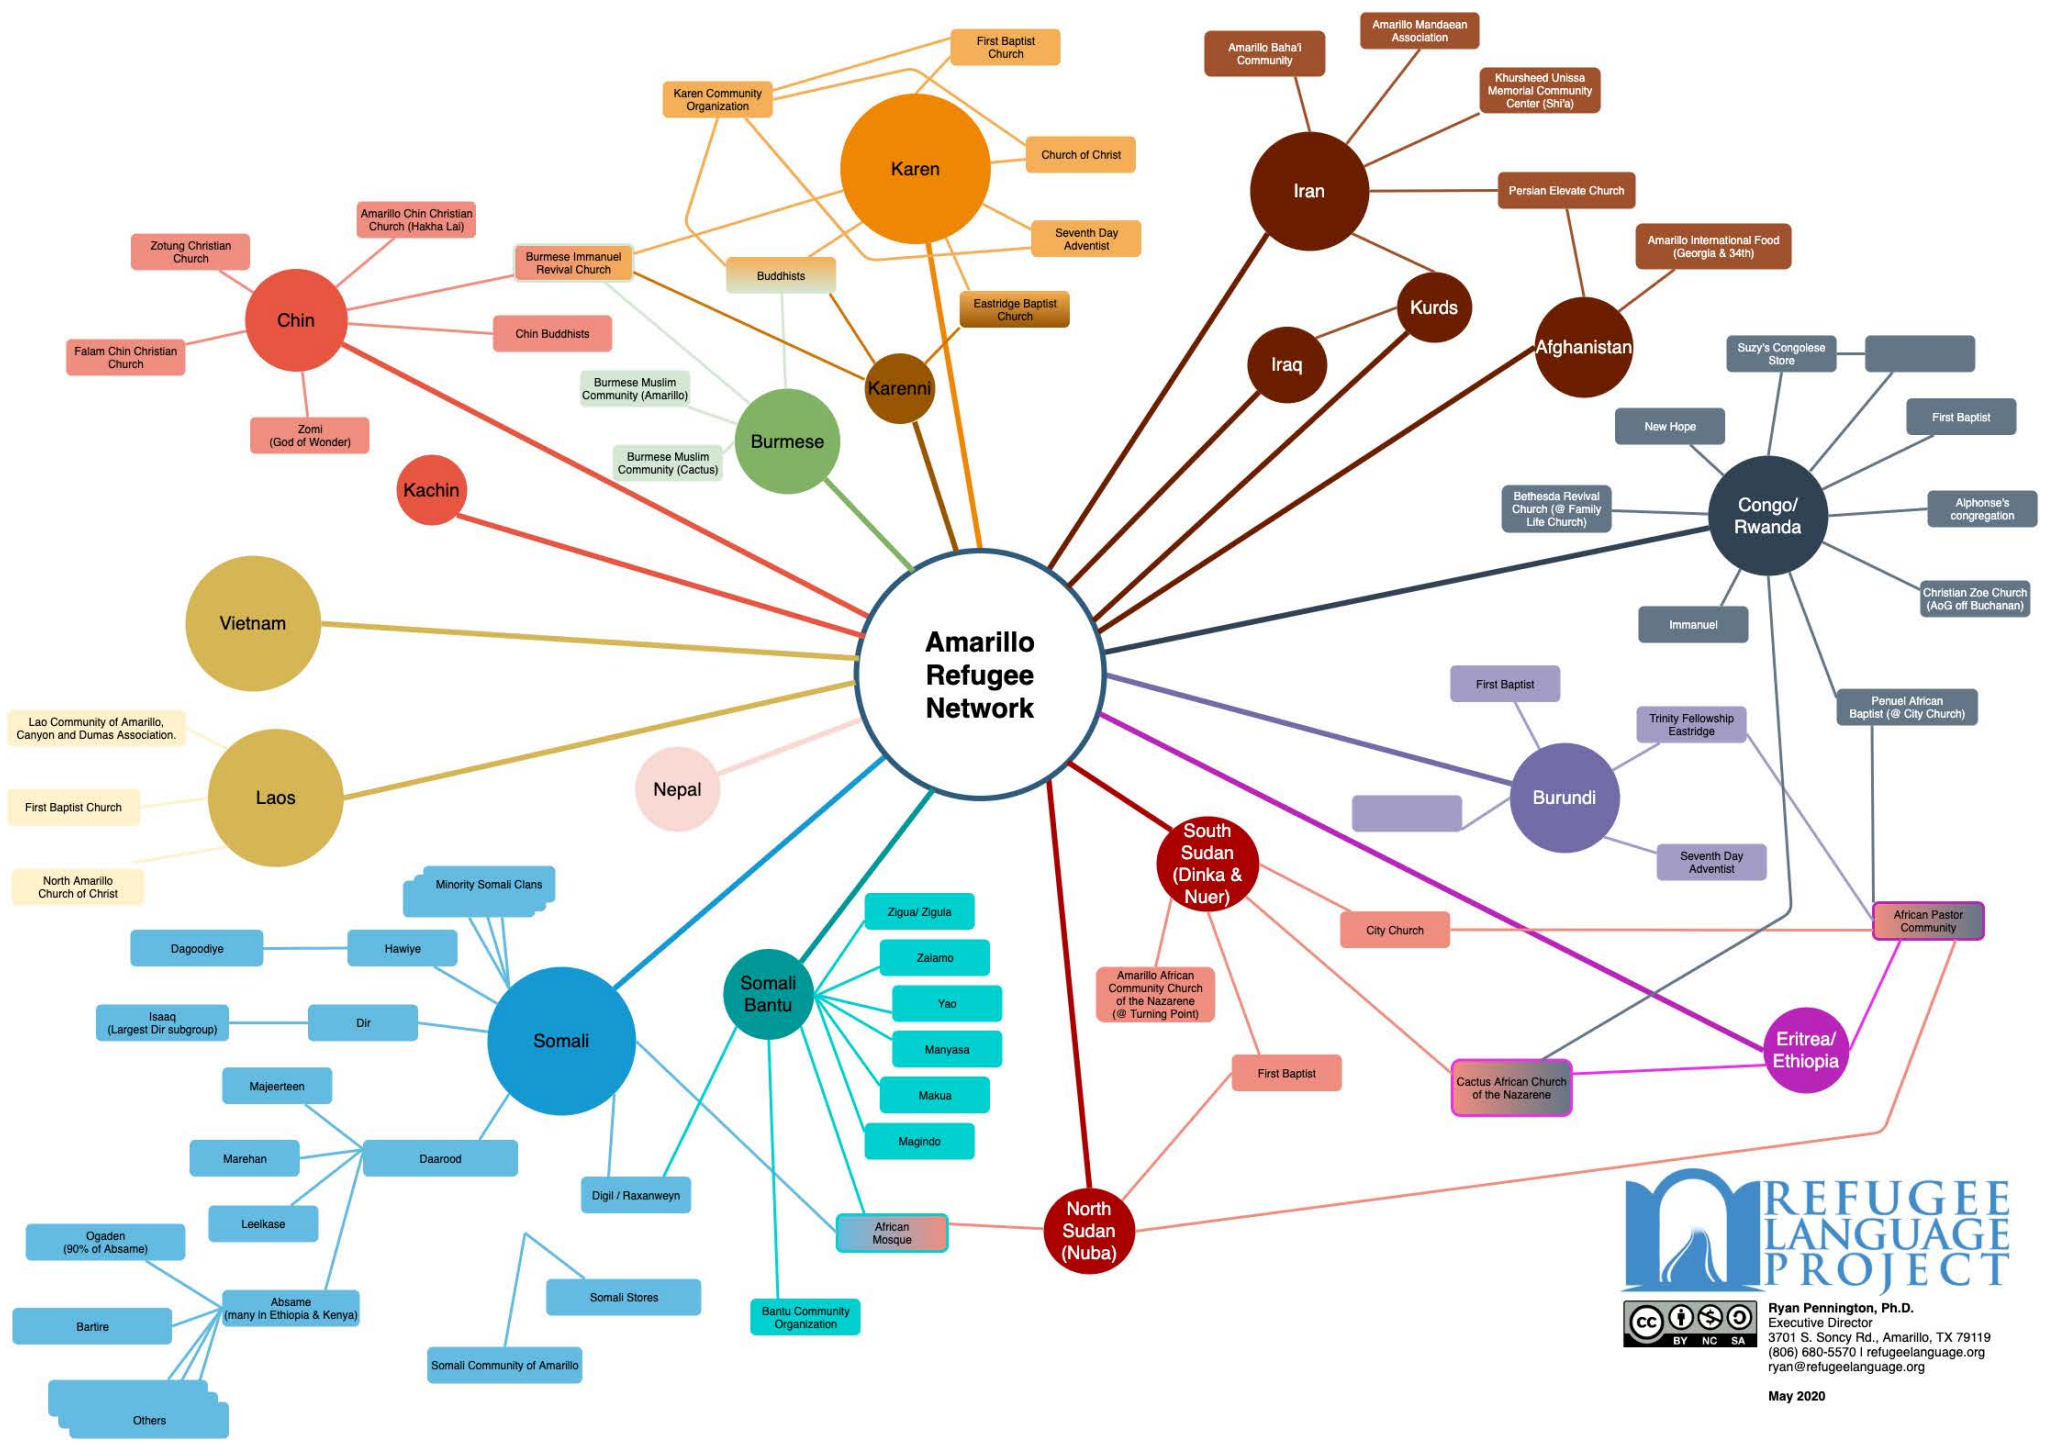 First Baptist
Church
Karen Community
Organization
Karen
Church of Christ
Seventh Day
Adventist
Burmese Immanuel
Revival Church
Buddhists
Eastridge Baptist
Church
Karenni
Amarillo Baha'i
Community
Amarillo Mandaean
Association
Khursheed Unissa
Memorial Community
Center (Shi'a)
Iran
Persian Elevate Church
Amarillo International Food
(Georgia & 34th)
Kurds
Iraq
Afghanistan
Zotung Christian
Church
Amarillo Chin Christian
Church (Hakha Lai)
Chin
Chin Buddhists
Falam Chin Christian
Church
Zomi
(God of Wonder)
Kachin
Burmese Muslim
Community (Amarillo)
Burmese
Burmese Muslim
Community (Cactus)
Suzy's Congolese
Store
New Hope
First Baptist
Bethesda Revival
Church (@ Family
Life Church)
Congo/
Rwanda
Alphonse's
congregation
Christian Zoe Church
(AoG off Buchanan)
Immanuel
Penuel African
Baptist (@ City Church)
Vietnam
Amarillo
Refugee
Network
Lao Community of Amarillo,
Canyon and Dumas Association.
Laos
First Baptist Church
North Amarillo
Church of Christ
Nepal
First Baptist
Trinity Fellowship
Eastridge
Burundi
Seventh Day
Adventist
South
Sudan
(Dinka &
Nuer)
City Church
African Pastor
Community
Amarillo African
Community Church
of the Nazarene
(@ Turning Point)
First Baptist
Cactus African Church
of the Nazarene
Eritrea/
Ethiopia
North
Sudan
(Nuba)
Minority Somali Clans
Dagoodiye
Hawiye
Isaaq
(Largest Dir subgroup)
Dir
Somali
Majeerteen
Marehan
Daarood
Leelkase
Ogaden
(90% of Absame)
Absame
(many in Ethiopia & Kenya)
Bartire
Others
Digil / Raxanweyn
Somali Stores
Somali Community of Amarillo
Somali
Bantu
Zigua/ Zigula
Zalamo
Yao
Manyasa
Makua
Magindo
African
Mosque
Bantu Community
Organization
REFUGEE
LANGUAGE
PROJECT
CC
BY NC SA
Ryan Pennington, Ph.D.
Executive Director
3701 S. Soncy Rd., Amarillo, TX 79119
(806) 680-5570 | refugeelanguage.org
ryan@refugeelanguage.org
May 2020